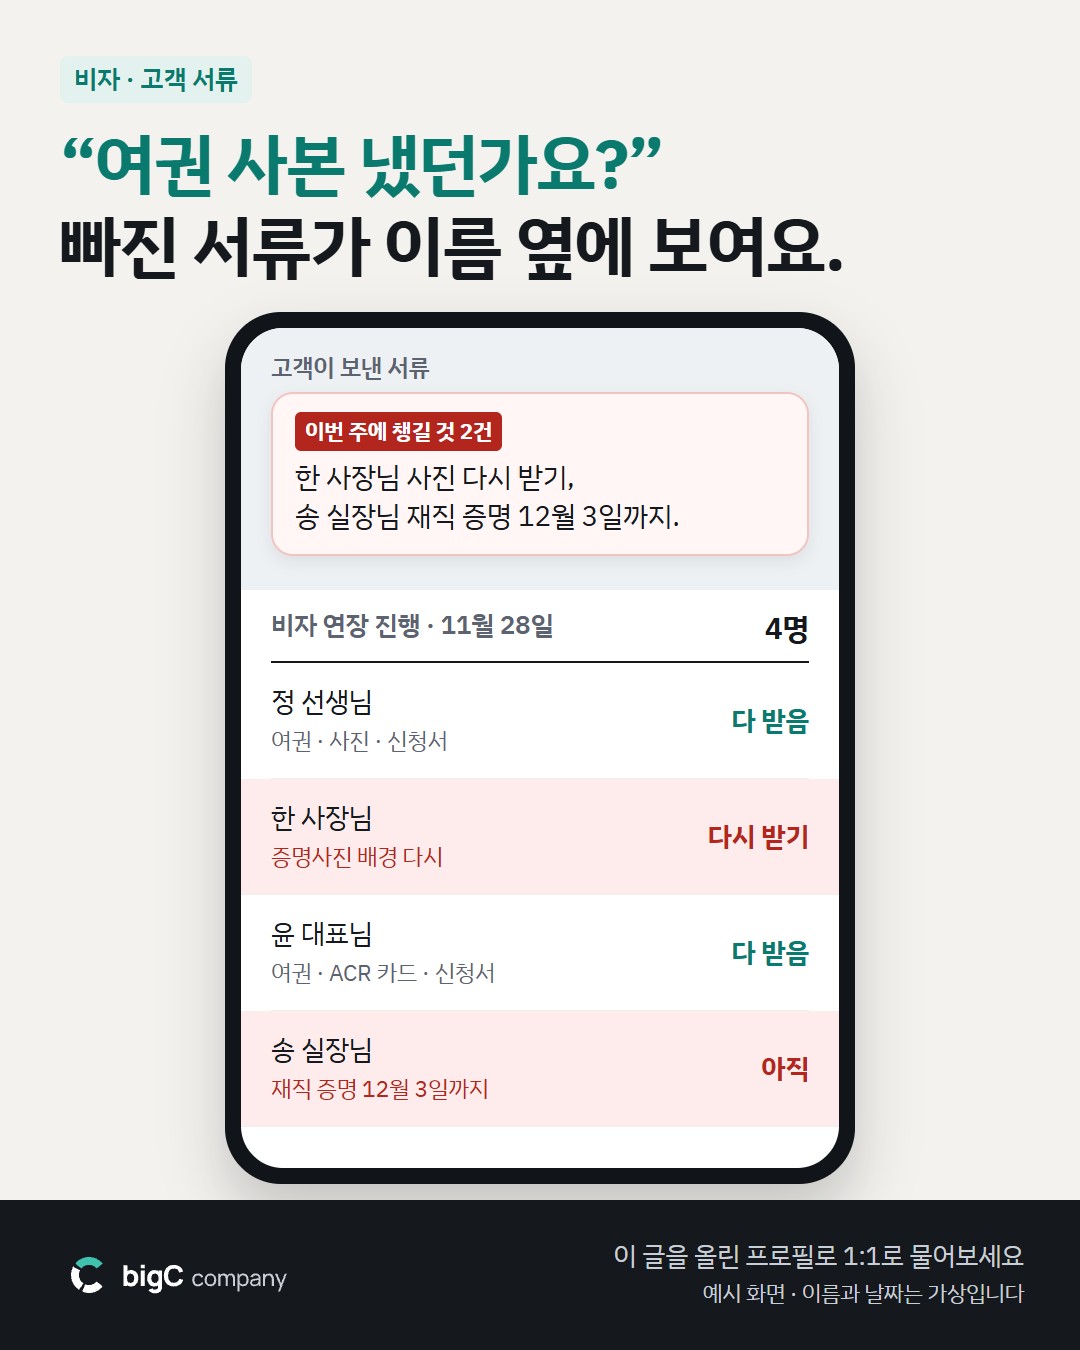 비자 · 고객 서류
“여권 사본 냈던가요?”
빠진 서류가 이름 옆에 보여요.
고객이 보낸 서류
이번 주에 챙길 것 2건
한 사장님 사진 다시 받기,
송 실장님 재직 증명 12월 3일까지.
비자 연장 진행 · 11월 28일
4명
정 선생님
여권 · 사진 · 신청서
다 받음
한 사장님
증명사진 배경 다시
다시 받기
윤 대표님
여권 · ACR 카드 · 신청서
다 받음
송 실장님
재직 증명 12월 3일까지
아직
bigC company
이 글을 올린 프로필로 1:1로 물어보세요
예시 화면 · 이름과 날짜는 가상입니다